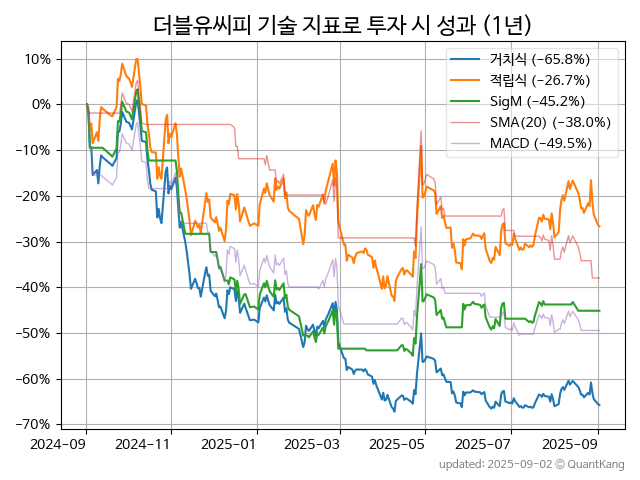 더블유씨피 기술 지표로 투자 시 성과 (1년)
거치식 (−65.8%)
적립식 (−26.7%)
SigM (−45.2%)
SMA(20) (−38.0%)
MACD (−49.5%)
10%
0%
−10%
−20%
−30%
−40%
−50%
−60%
−70%
2024-09 2024-11 2025-01 2025-03 2025-05 2025-07 2025-09
updated: 2025-09-02 © QuantKang